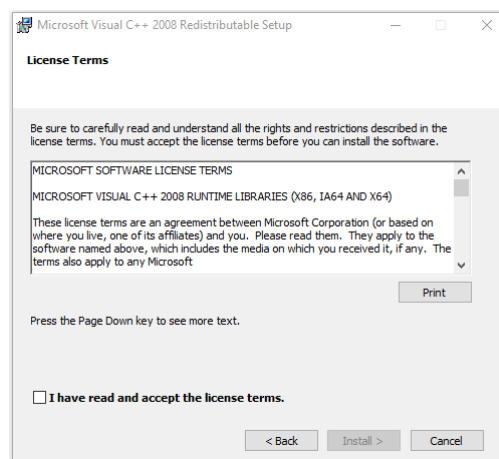 Microsoft Visual C++ 2008 Redistributable Setup
License Terms
Be sure to carefully read and understand all the rights and restrictions described in the
license terms. You must accept the license terms before you can install the software.
MICROSOFT SOFTWARE LICENSE TERMS
MICROSOFT VISUAL C++ 2008 RUNTIME LIBRARIES (X86, IA64 AND X64)
These license terms are an agreement between Microsoft Corporation (or based on
where you live, one of its affiliates) and you. Please read them. They apply to the
software named above, which includes the media on which you received it, if any. The
terms also apply to any Microsoft
Print
Press the Page Down key to see more text.
I have read and accept the license terms.
< Back
Install >
Cancel